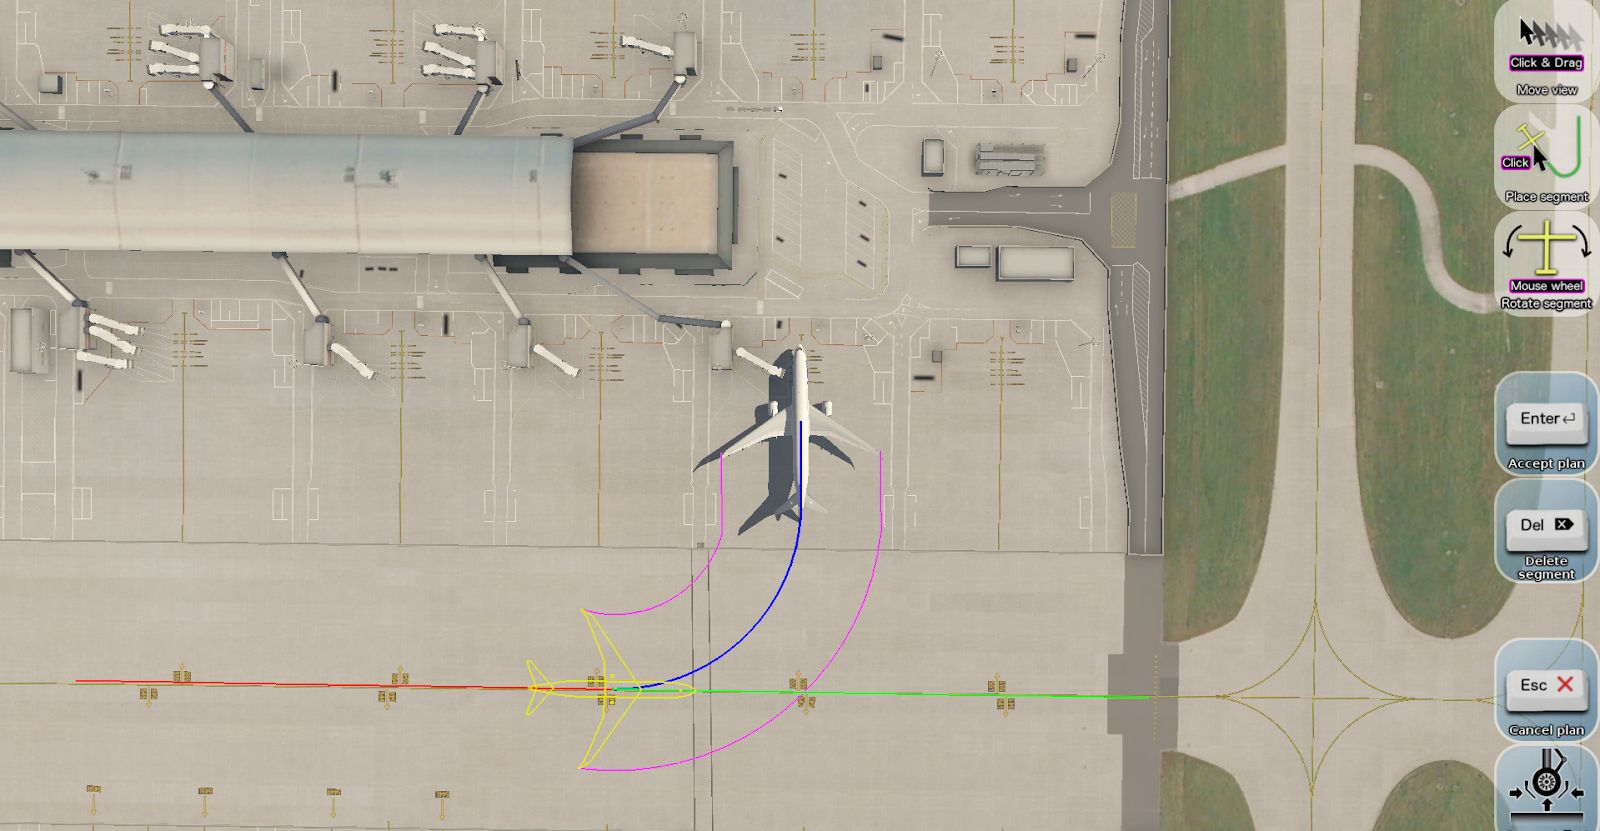 Click & Drag
Move view
Click
Place segment
Mouse wheel
Rotate segment
Enter
Accept plan
Del
Delete
segment
Esc
Cancel plan